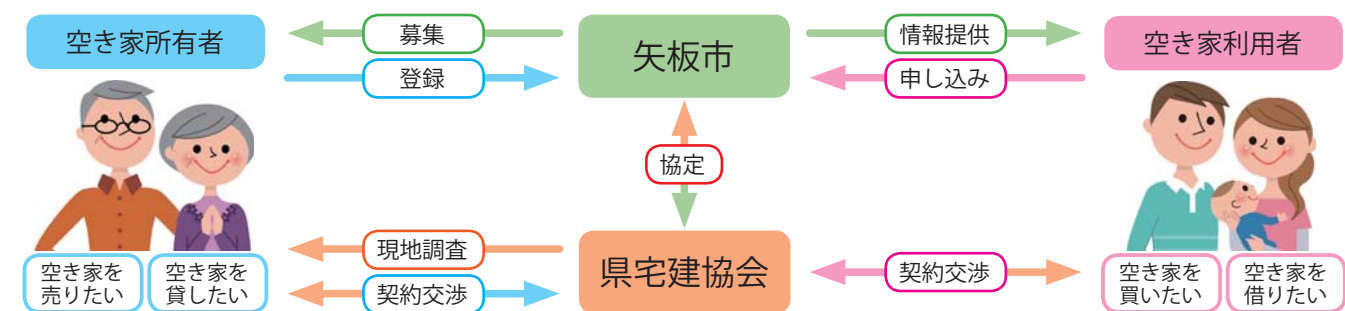 空き家所有者
募集
登録
矢板市
情報提供
申し込み
空き家利用者
協定
現地調査
契約交渉
県宅建協会
契約交渉
空き家を
売りたい
空き家を
貸したい
空き家を
買いたい
空き家を
借りたい